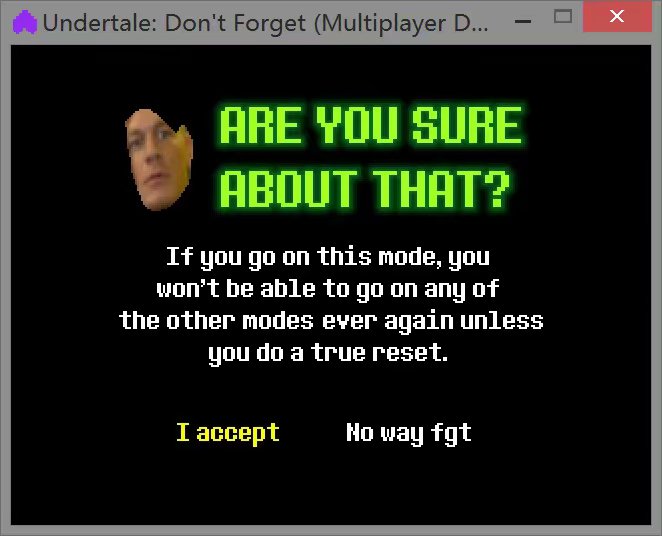 Undertale: Don't Forget (Multiplayer D...
ARE YOU SURE
ABOUT THAT?
If you go on this mode, you
won't be able to go on any of
the other modes ever again unless
you do a true reset.
I accept No way fgt